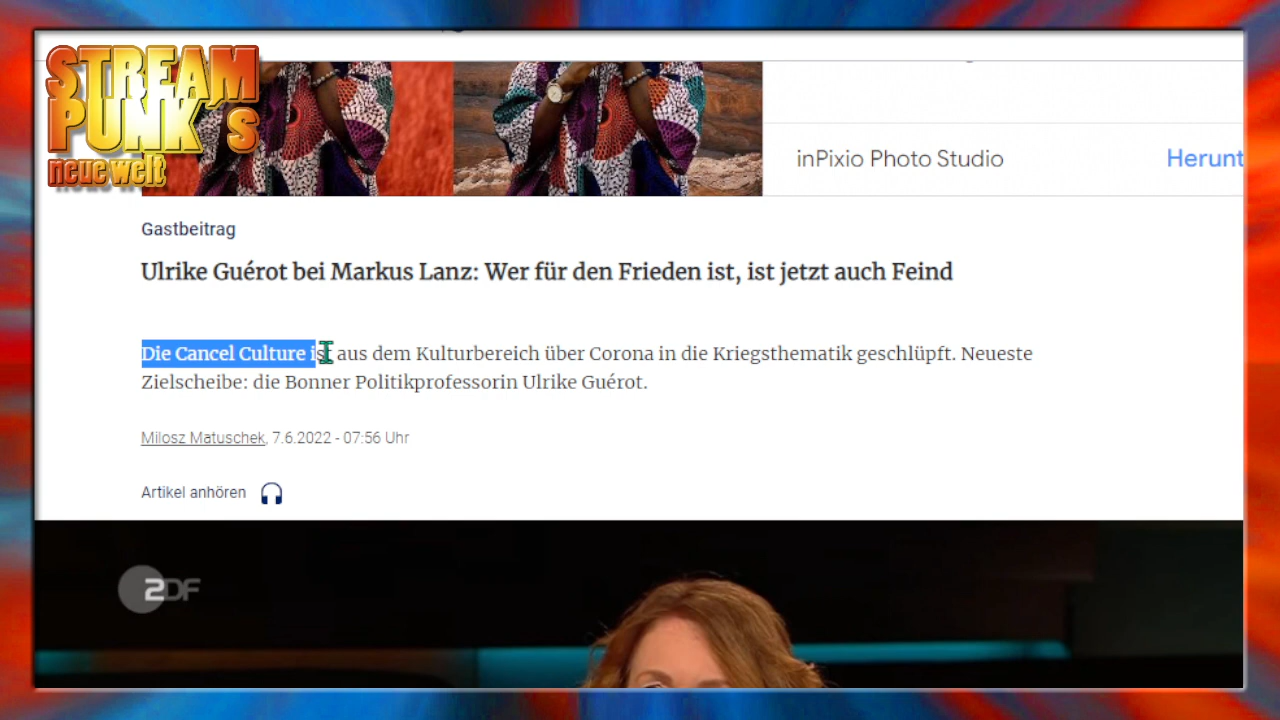 STREAM
PUNK´s
neue welt
inPixio Photo Studio
Herunt
Gastbeitrag
Ulrike Guérot bei Markus Lanz: Wer für den Frieden ist, ist jetzt auch Feind
Die Cancel Culture ist aus dem Kulturbereich über Corona in die Kriegsthematik geschlüpft. Neueste
Zielscheibe: die Bonner Politikprofessorin Ulrike Guérot.
Milosz Matuschek, 7.6.2022 - 07:56 Uhr
Artikel anhören
ZDF